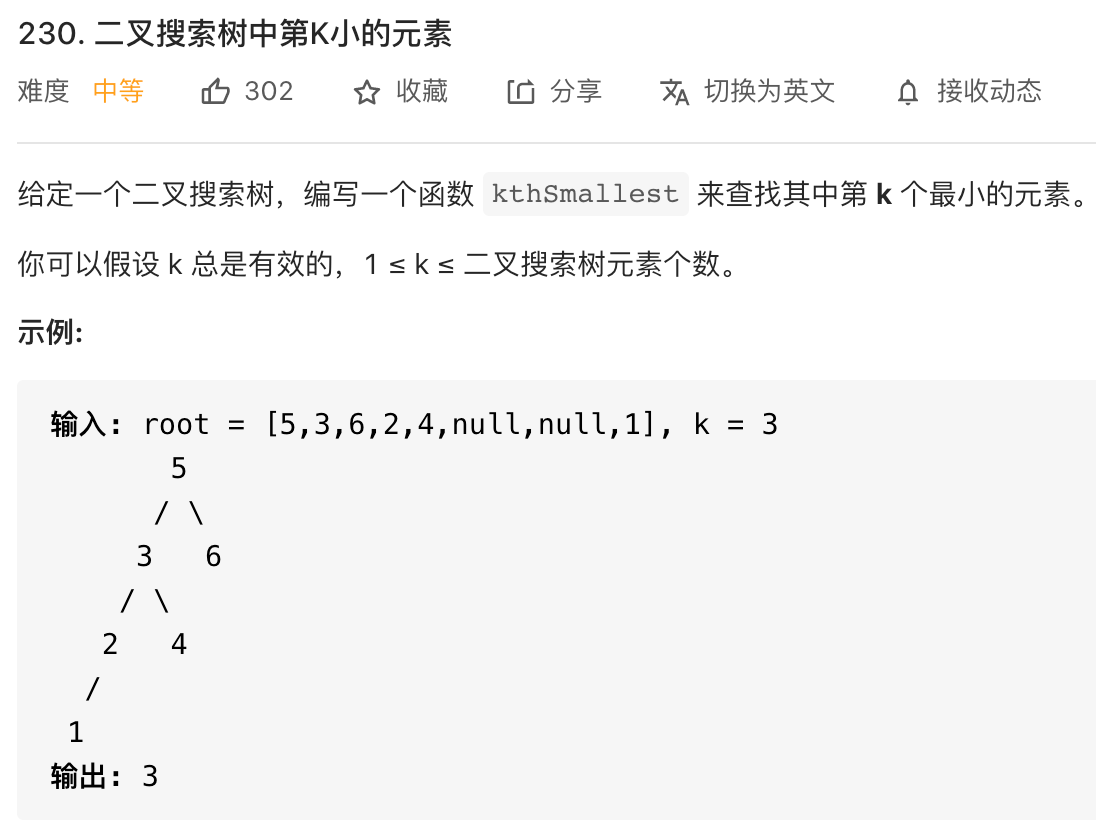 230. 二叉搜索树中第K小的元素
难度 中等 302 收藏 分享 切换为英文 接收动态
给定一个二叉搜索树，编写一个函数 kthSmallest 来查找其中第 k 个最小的元素。
你可以假设 k 总是有效的，1 ≤ k ≤ 二叉搜索树元素个数。
示例:
输入: root = [5,3,6,2,4,null,null,1], k = 3
5
/ \
3 6
/ \
2 4
/
1
输出: 3